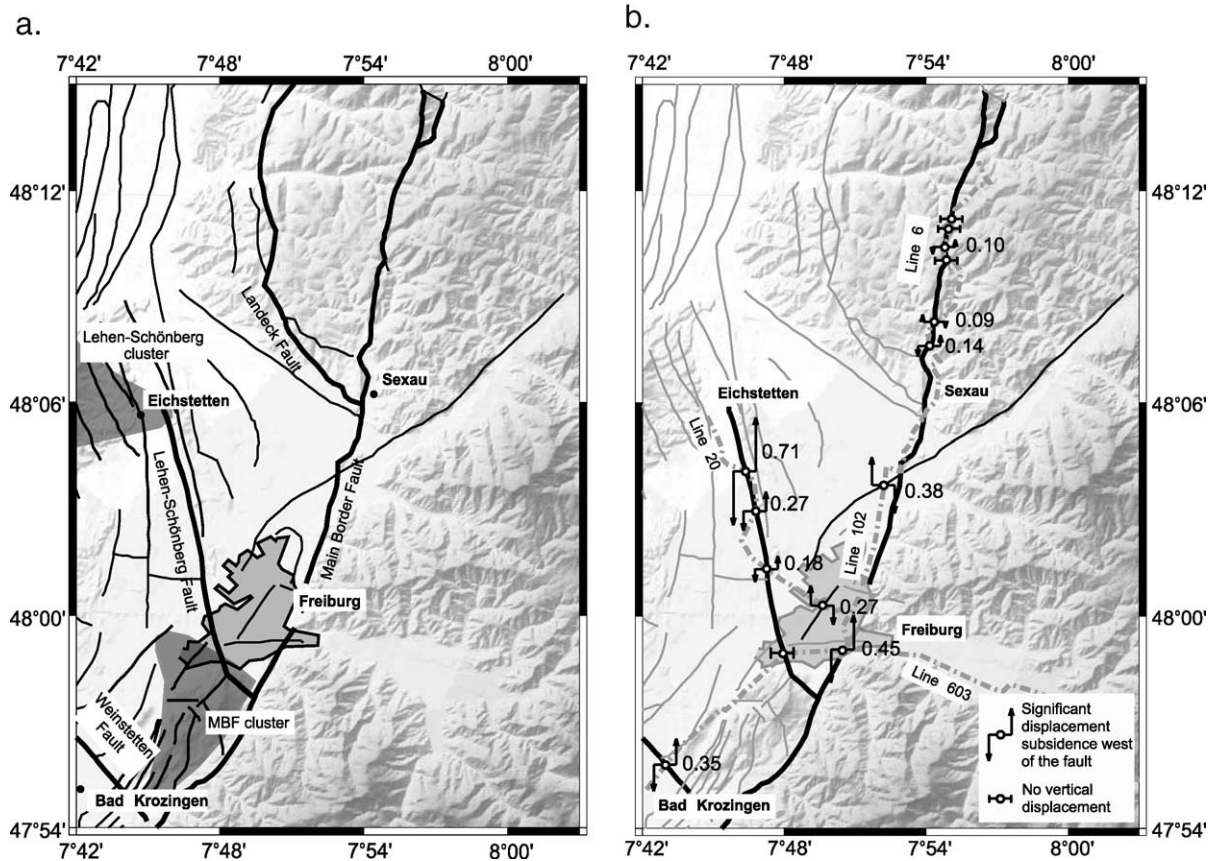 a.
7°42' 7°48' 7°54' 8°00'
48°12'
48°06'
48°00'
47°54'
Landeck Fault
Lehen-Schönberg
cluster
Eichstetten
Sexau
Lehen-Schönberg Fault
Main Border Fault
Freiburg
MBF cluster
Weinstetten
Fault
Bad Krozingen
7°42' 7°48' 7°54' 8°00'
b.
7°42' 7°48' 7°54' 8°00'
48°12'
48°06'
48°00'
47°54'
Line 6
0.10
0.09
0.14
Sexau
Eichstetten
Line 20
0.71
0.27
0.38
Line 102
0.18
0.27
Freiburg
0.45
Line 603
0.35
Bad Krozingen
Significant
displacement
subsidence west
of the fault
No vertical
displacement
7°42' 7°48' 7°54' 8°00'